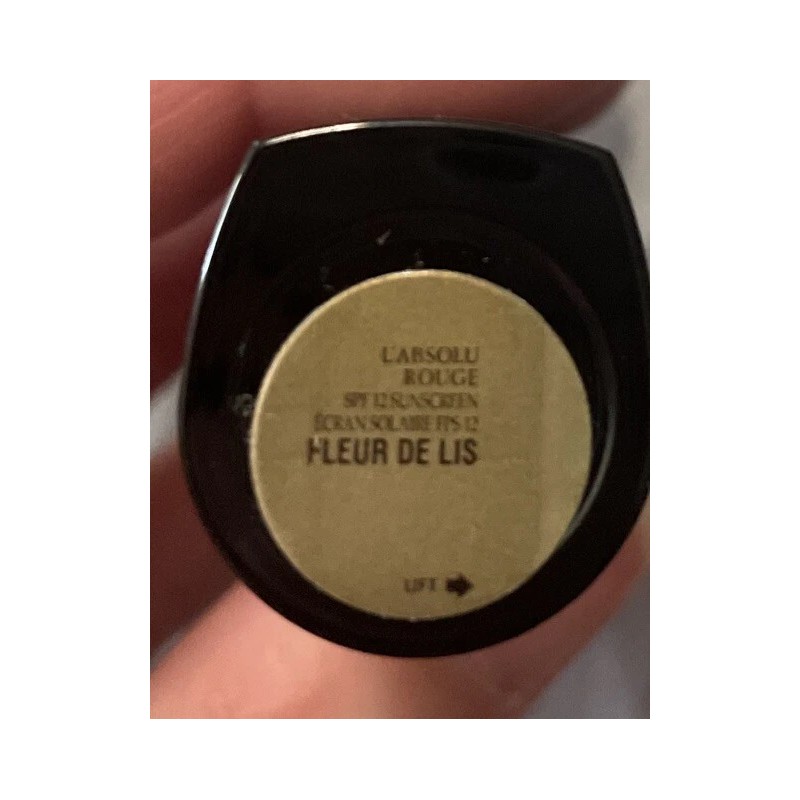 L'ABSOLU
ROUGE
SPF 12 SUNSCREEN
ÉCRAN SOLAIRE FPS 12
FLEUR DE LIS
LIFT